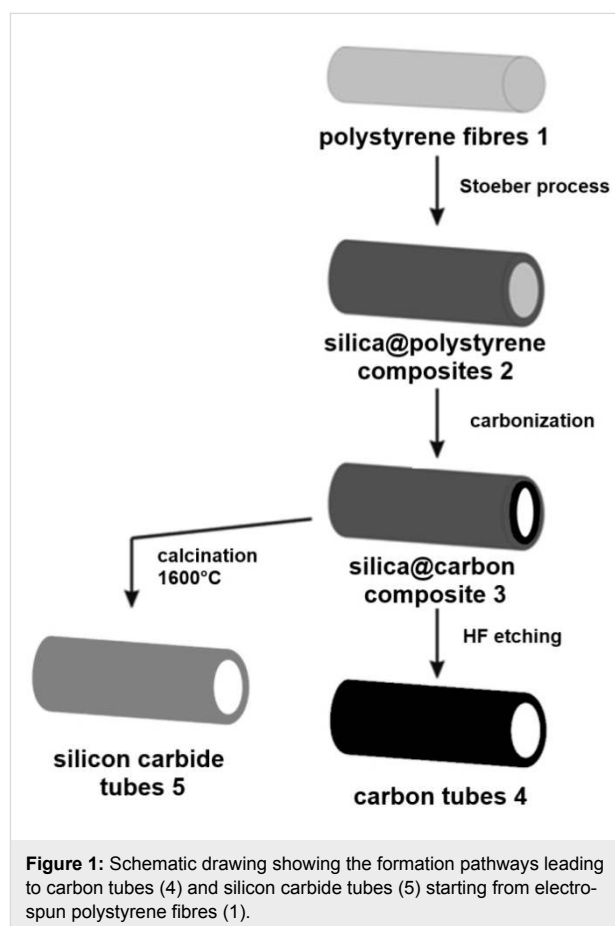 polystyrene fibres 1
Stoeber process
silica@polystyrene
composites 2
carbonization
calcination
1600°C
silica@carbon
composite 3
HF etching
silicon carbide
tubes 5
carbon tubes 4
Figure 1: Schematic drawing showing the formation pathways leading
to carbon tubes (4) and silicon carbide tubes (5) starting from electro-
spun polystyrene fibres (1).